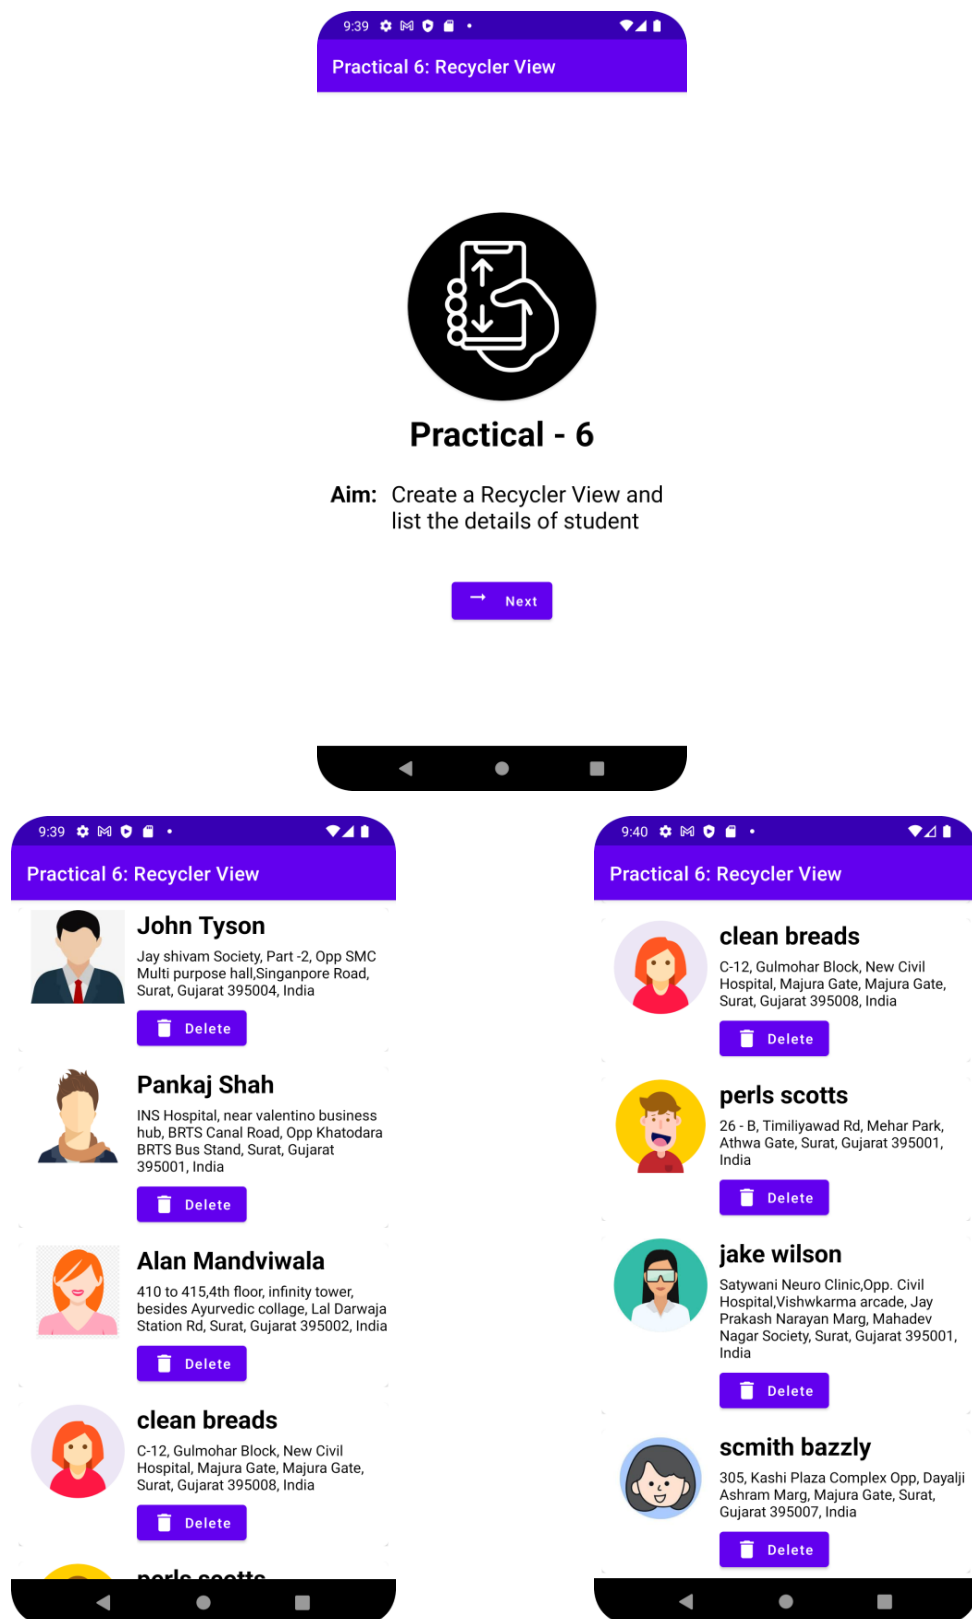 9:39
Practical 6: Recycler View
Practical - 6
Aim: Create a Recycler View and
list the details of student
Next
9:39
Practical 6: Recycler View
John Tyson
Jay shivam Society, Part -2, Opp SMC
Multi purpose hall,Singanpore Road,
Surat, Gujarat 395004, India
Delete
Pankaj Shah
INS Hospital, near valentino business
hub, BRTS Canal Road, Opp Khatodara
BRTS Bus Stand, Surat, Gujarat
395001, India
Delete
Alan Mandviwala
410 to 415,4th floor, infinity tower,
besides Ayurvedic collage, Lal Darwaja
Station Rd, Surat, Gujarat 395002, India
Delete
clean breads
C-12, Gulmohar Block, New Civil
Hospital, Majura Gate, Majura Gate,
Surat, Gujarat 395008, India
Delete
perls scotts
9:40
Practical 6: Recycler View
clean breads
C-12, Gulmohar Block, New Civil
Hospital, Majura Gate, Majura Gate,
Surat, Gujarat 395008, India
Delete
perls scotts
26 - B, Timiliyawad Rd, Mehar Park,
Athwa Gate, Surat, Gujarat 395001,
India
Delete
jake wilson
Satywani Neuro Clinic,Opp. Civil
Hospital,Vishwkarma arcade, Jay
Prakash Narayan Marg, Mahadev
Nagar Society, Surat, Gujarat 395001,
India
Delete
scmith bazzly
305, Kashi Plaza Complex Opp, Dayalji
Ashram Marg, Majura Gate, Surat,
Gujarat 395007, India
Delete